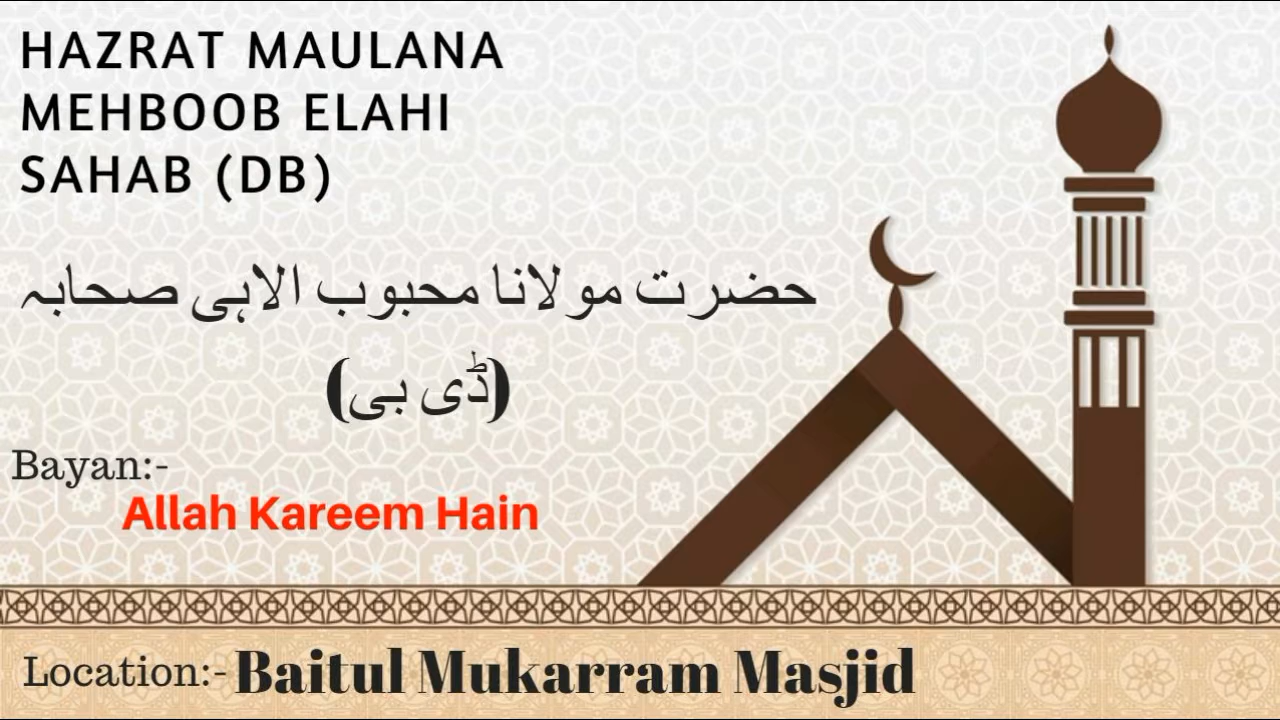 HAZRAT MAULANA
MEHBOOB ELAHI
SAHAB (DB)
حضرت مولانا محبوب الاہی صحابہ
(ڈی بی)
Bayan:-
Allah Kareem Hain
Location:- Baitul Mukarram Masjid